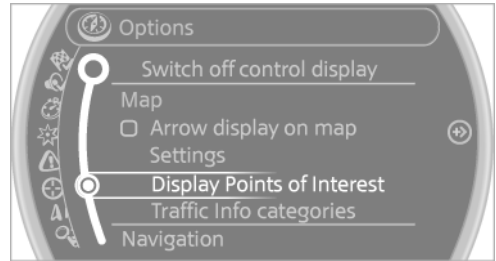 Options
Switch off control display
Map
Arrow display on map
Settings
Display Points of Interest
Traffic Info categories
Navigation